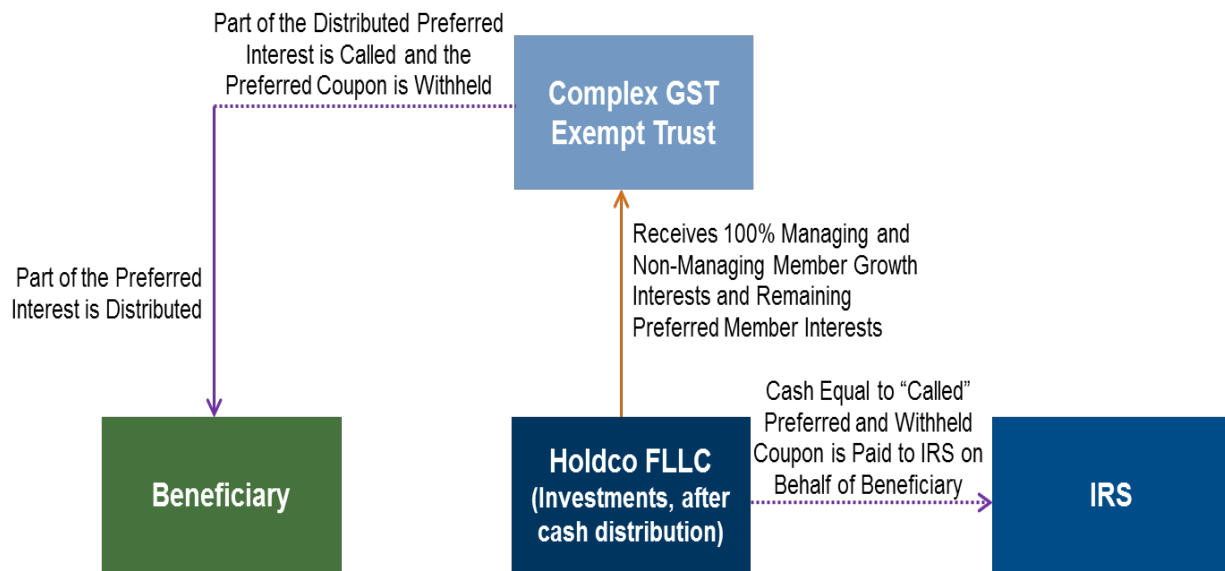 Part of the Distributed Preferred
Interest is Called and the
Preferred Coupon is Withheld
Complex GST
Exempt Trust
Receives 100% Managing and
Non-Managing Member Growth
Interests and Remaining
Preferred Member Interests
Part of the Preferred
Interest is Distributed
Cash Equal to “Called”
Preferred and Withheld
Coupon is Paid to IRS on
Behalf of Beneficiary
Beneficiary
Holdco FLLC
(Investments, after
cash distribution)
IRS